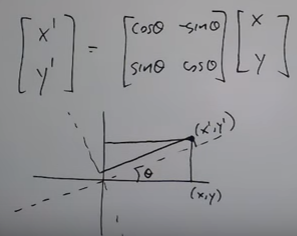 [x'] = [cosθ -sinθ] [x]
[y'] [sinθ cosθ] [y]
(x',y')
θ
(x,y)